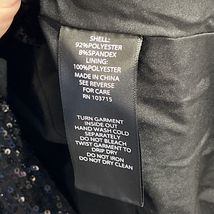 SHELL:
92%POLYESTER
8%SPANDEX
LINING:
100%POLYESTER
MADE IN CHINA
SEE REVERSE
FOR CARE
RN 103715
TURN GARMENT
INSIDE OUT
HAND WASH COLD
SEPARATELY
DO NOT BLEACH
TWIST GARMENT TO
DRIP DRY
DO NOT IRON
DO NOT DRY CLEAN